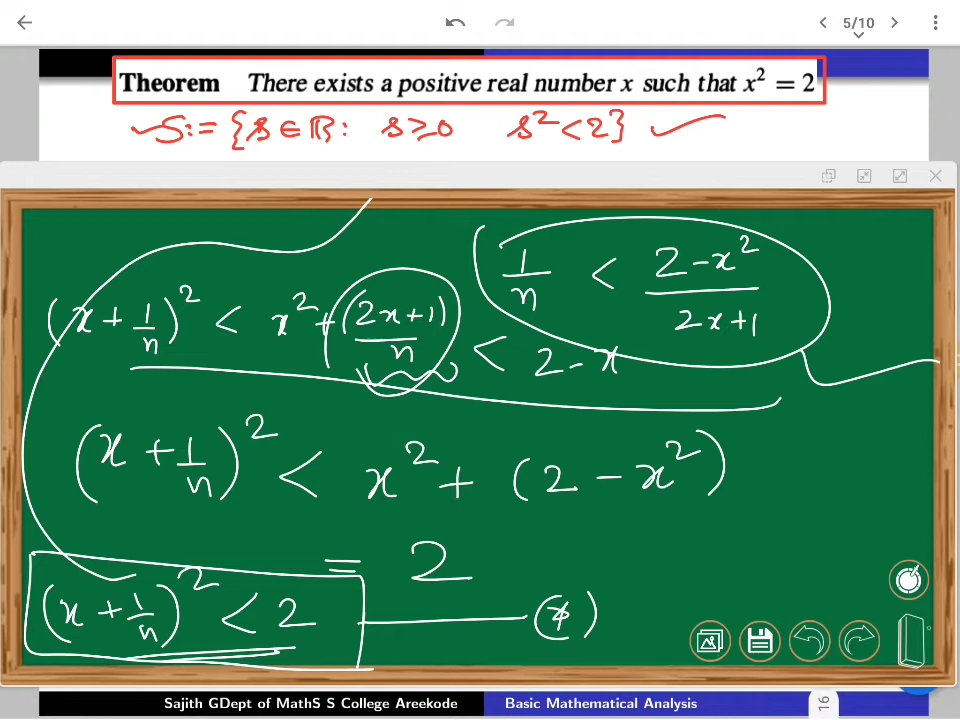 5/10
Theorem There exists a positive real number x such that x² = 2
S := {s ∈ ℝ : s ≥ 0 s² < 2}
1/n < (2 - x²)/(2x + 1)
(x + 1/n)² < x² + (2x + 1)/n < 2 - x
(x + 1/n)² < x² + (2 - x²)
= 2
(x + 1/n)² < 2 ——— (*)
Sajith GDept of MathS S College Areekode Basic Mathematical Analysis 16